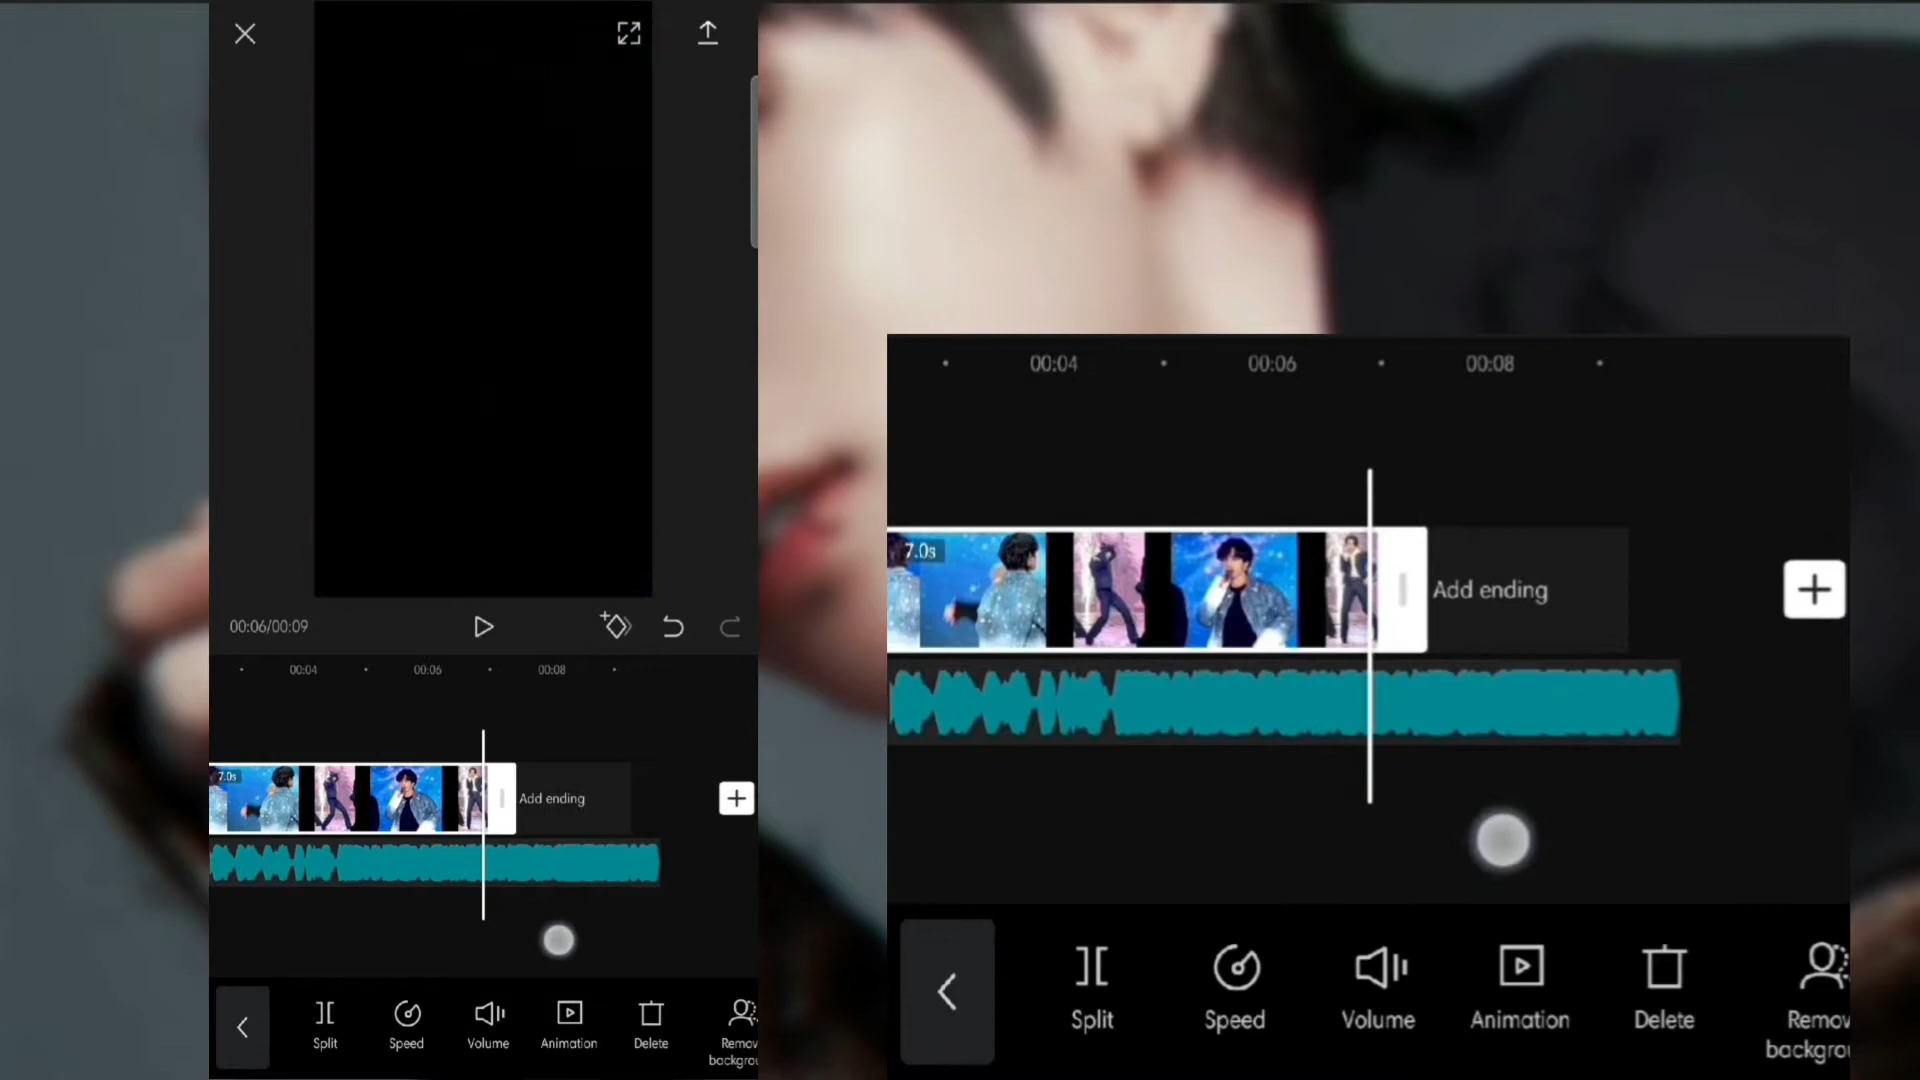 00:06/00:09
00:04
00:06
00:08
7.0s
Add ending
Split
Speed
Volume
Animation
Delete
Remov
backgrou
00:04
00:06
00:08
7.0s
Add ending
Split
Speed
Volume
Animation
Delete
Remov
backgrou